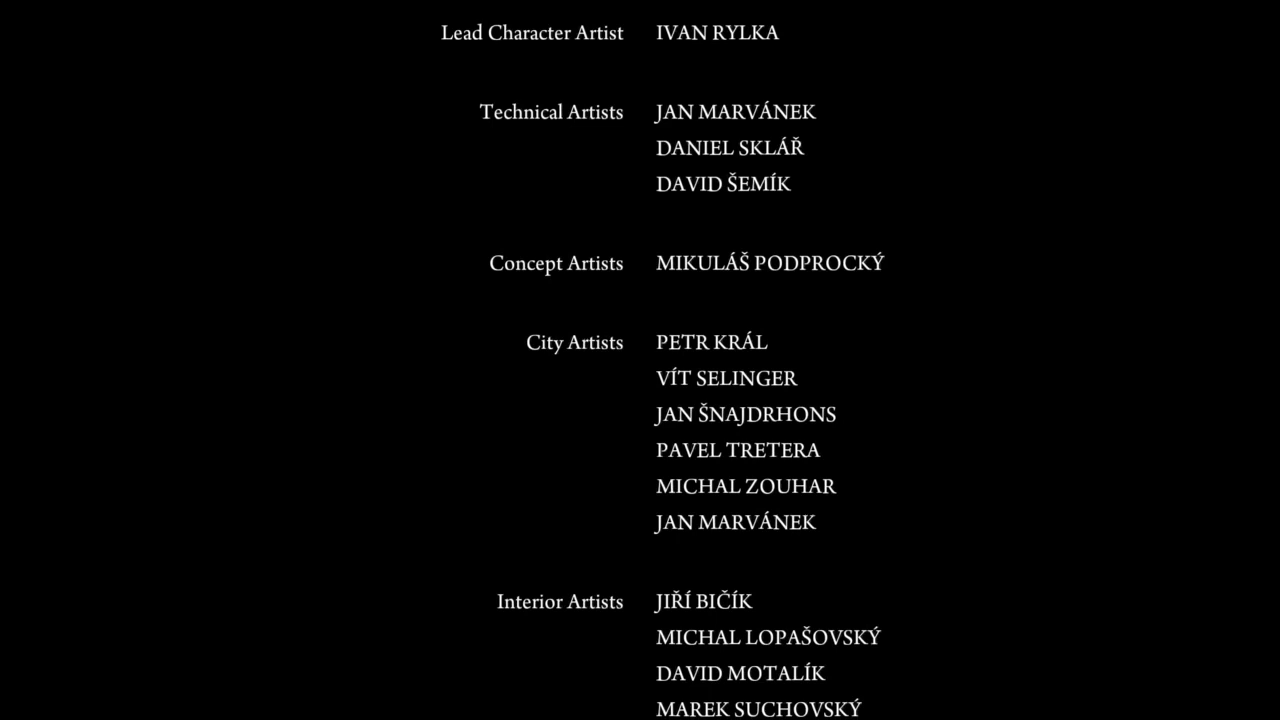 Lead Character Artist IVAN RYLKA
Technical Artists JAN MARVÁNEK
DANIEL SKLÁŘ
DAVID ŠEMÍK
Concept Artists MIKULÁŠ PODPROCKÝ
City Artists PETR KRÁL
VÍT SELINGER
JAN ŠNAJDRHONS
PAVEL TRETERA
MICHAL ZOUHAR
JAN MARVÁNEK
Interior Artists JIŘÍ BIČÍK
MICHAL LOPAŠOVSKÝ
DAVID MOTALÍK
MAREK SUCHOVSKÝ